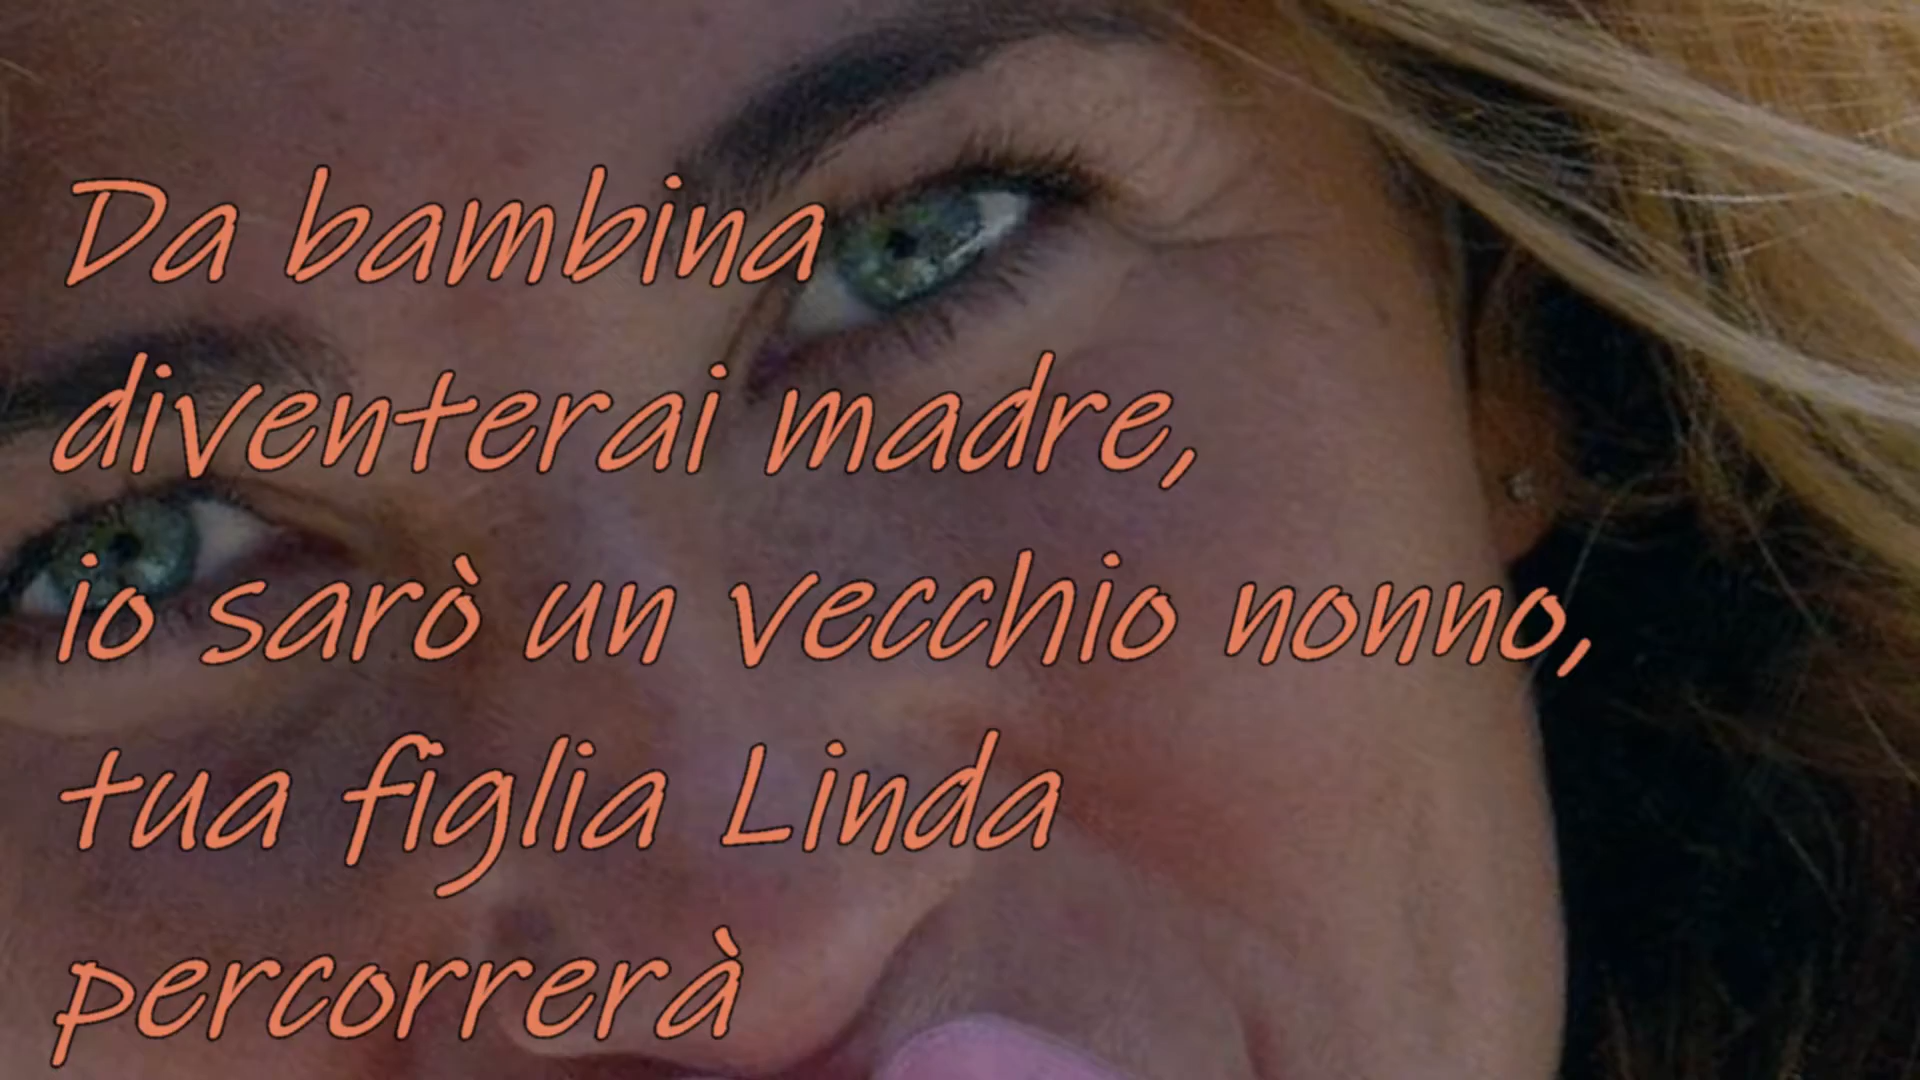 Da bambina
diventerai madre,
io sarò un vecchio nonno,
tua figlia Linda
percorrerà